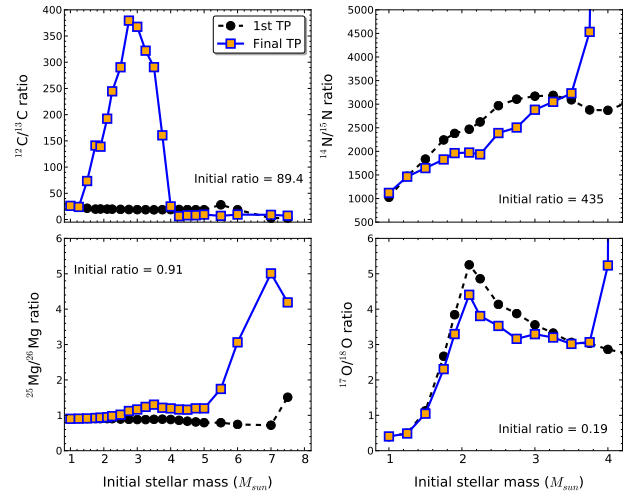 400
350
300
250
200
150
100
50
0
¹²C/¹³C ratio
1st TP
Final TP
Initial ratio = 89.4
5000
4500
4000
3500
3000
2500
2000
1500
1000
500
¹⁴N/¹⁵N ratio
Initial ratio = 435
6
5
4
3
2
1
0
²⁵Mg/²⁶Mg ratio
Initial ratio = 0.91
1 2 3 4 5 6 7 8
Initial stellar mass (M_sun)
6
5
4
3
2
1
0
¹⁷O/¹⁸O ratio
Initial ratio = 0.19
1 2 3 4
Initial stellar mass (M_sun)